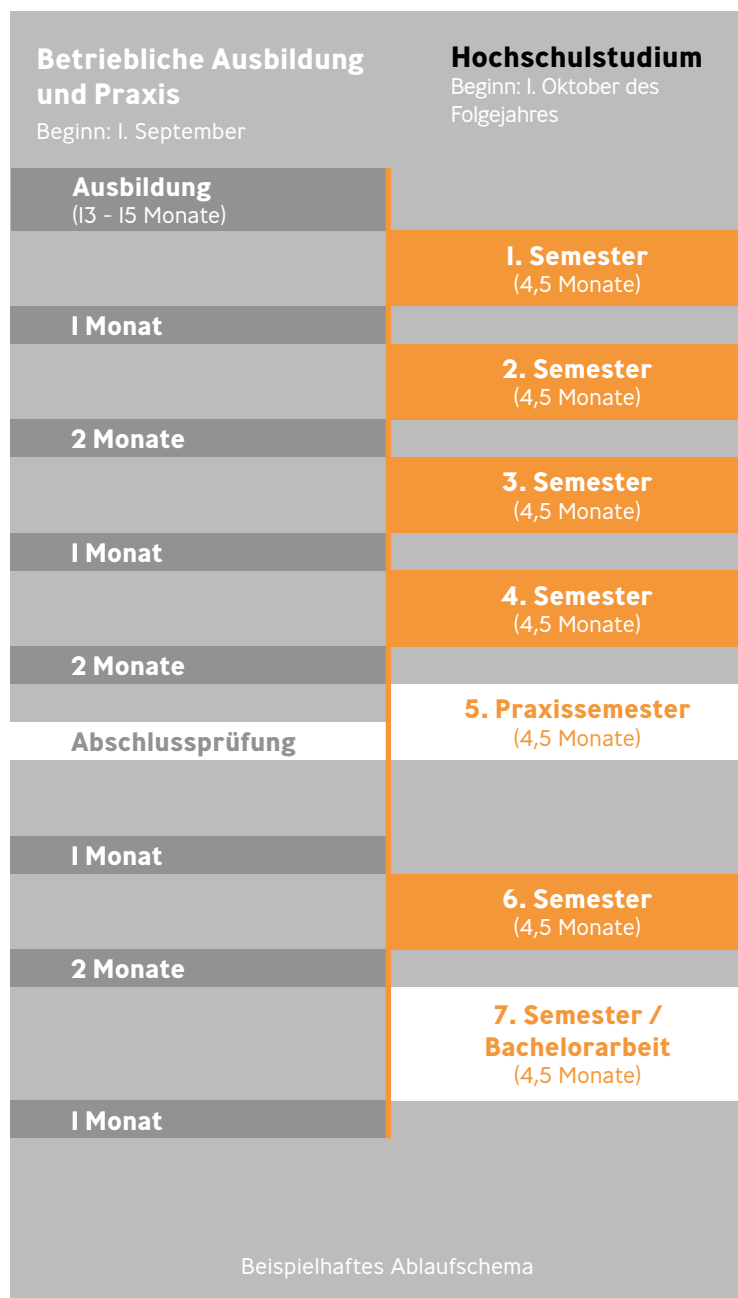 Betriebliche Ausbildung
und Praxis
Beginn: 1. September
Hochschulstudium
Beginn: 1. Oktober des
Folgejahres
Ausbildung
(13 - 15 Monate)
1. Semester
(4,5 Monate)
1 Monat
2. Semester
(4,5 Monate)
2 Monate
3. Semester
(4,5 Monate)
1 Monat
4. Semester
(4,5 Monate)
2 Monate
5. Praxissemester
(4,5 Monate)
Abschlussprüfung
1 Monat
6. Semester
(4,5 Monate)
2 Monate
7. Semester /
Bachelorarbeit
(4,5 Monate)
1 Monat
Beispielhaftes Ablaufschema